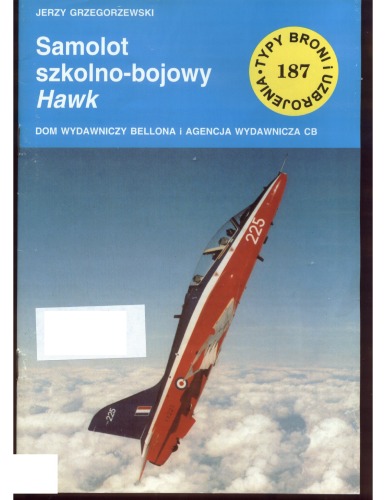 JERZY GRZEGORZEWSKI
Samolot
szkolno-bojowy
Hawk
TYPY BRONI i UZBROJENIA •
187
DOM WYDAWNICZY BELLONA i AGENCJA WYDAWNICZA CB
225
225